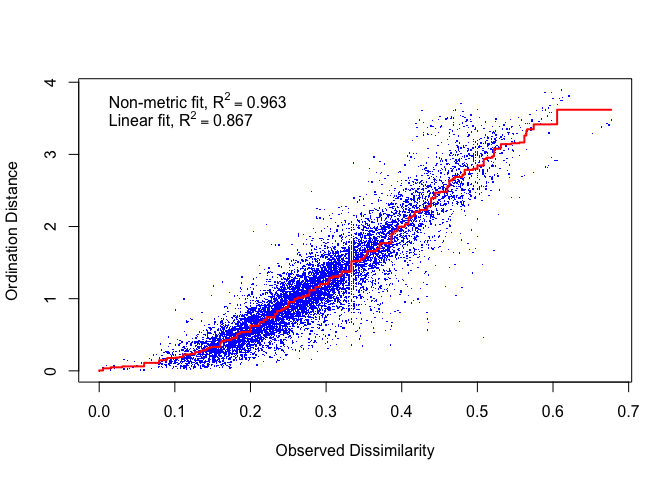 Non-metric fit, R² = 0.963
Linear fit, R² = 0.867
4
3
2
1
0
Ordination Distance
0.0 0.1 0.2 0.3 0.4 0.5 0.6 0.7
Observed Dissimilarity